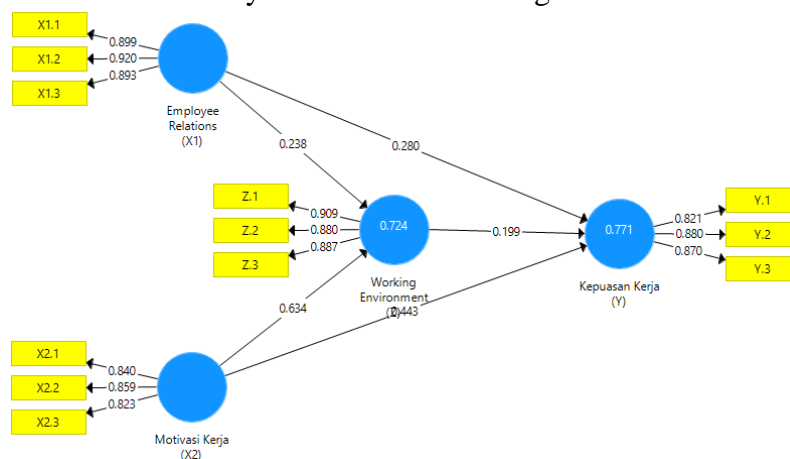 X1.1
X1.2
X1.3
0.899
0.920
0.893
Employee
Relations
(X1)
0.238
0.280
Z.1
Z.2
Z.3
0.909
0.880
0.887
0.724
Working
Environment
0.199
0.771
Kepuasan Kerja
(Y)
0.821
0.880
0.870
Y.1
Y.2
Y.3
0.634
X2.1
X2.2
X2.3
0.840
0.859
0.823
Motivasi Kerja
(X2)